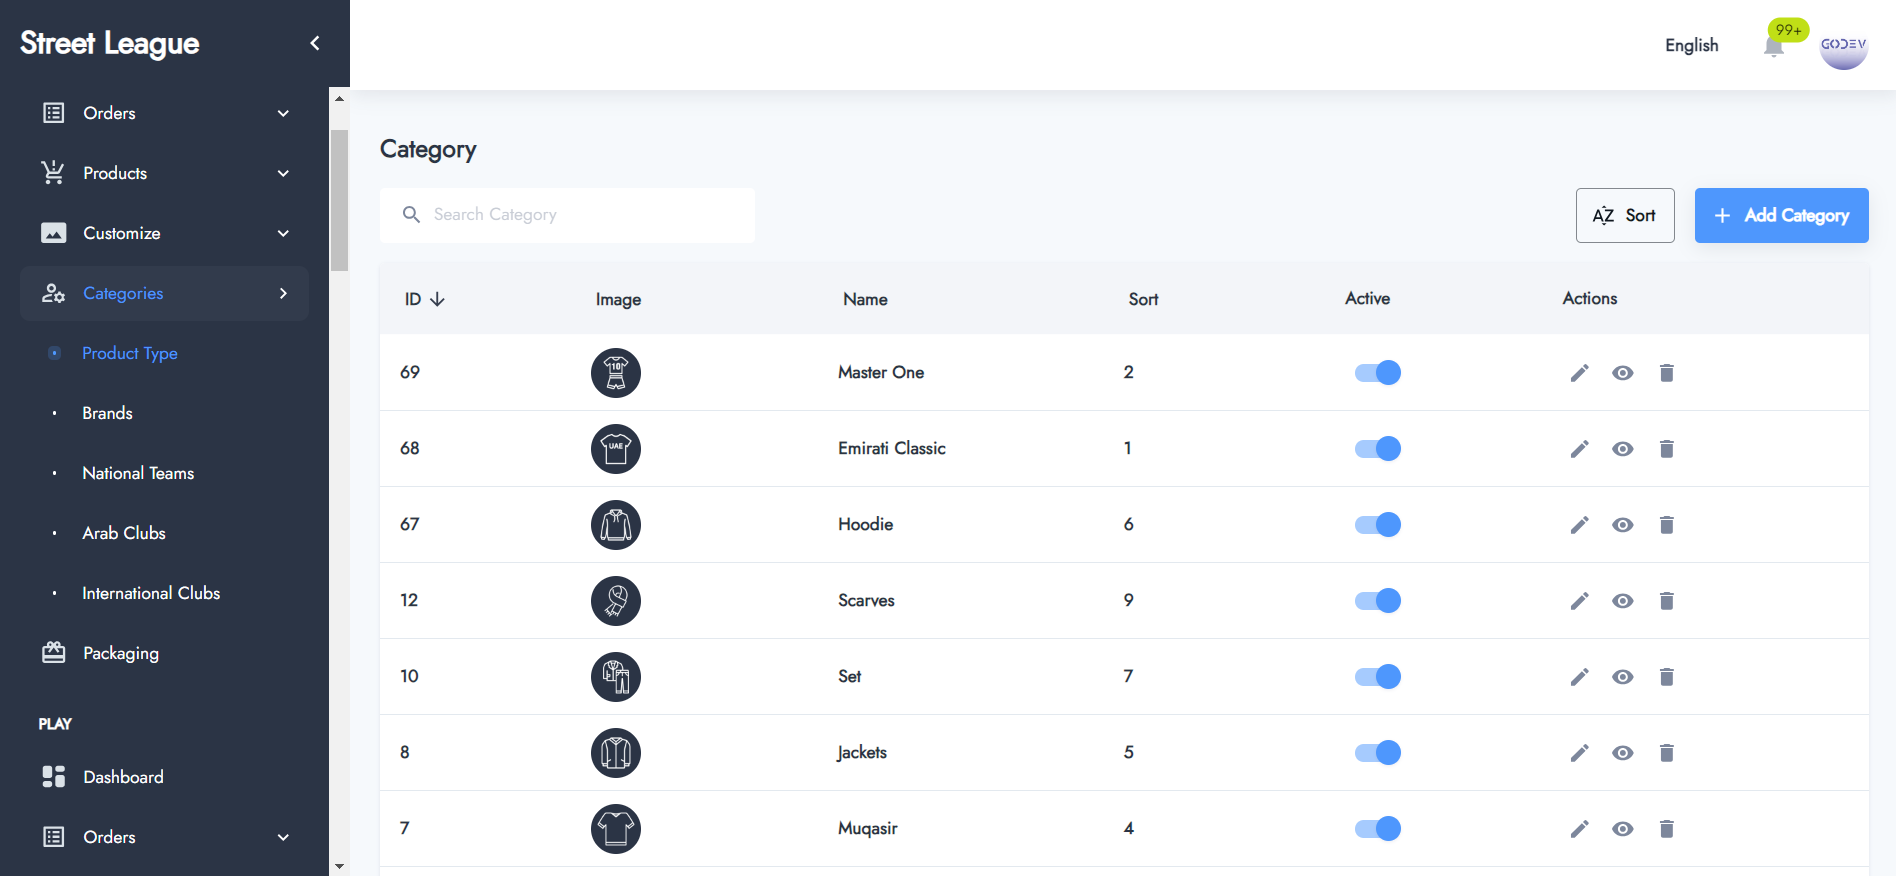 Street League
English
99+
GODEV
Orders
Products
Customize
Categories
Product Type
Brands
National Teams
Arab Clubs
International Clubs
Packaging
PLAY
Dashboard
Orders
Category
Search Category
AZ Sort
+ Add Category
ID Image Name Sort Active Actions
69 10 Master One 2
68 UAE Emirati Classic 1
67 Hoodie 6
12 Scarves 9
10 Set 7
8 Jackets 5
7 Muqasir 4